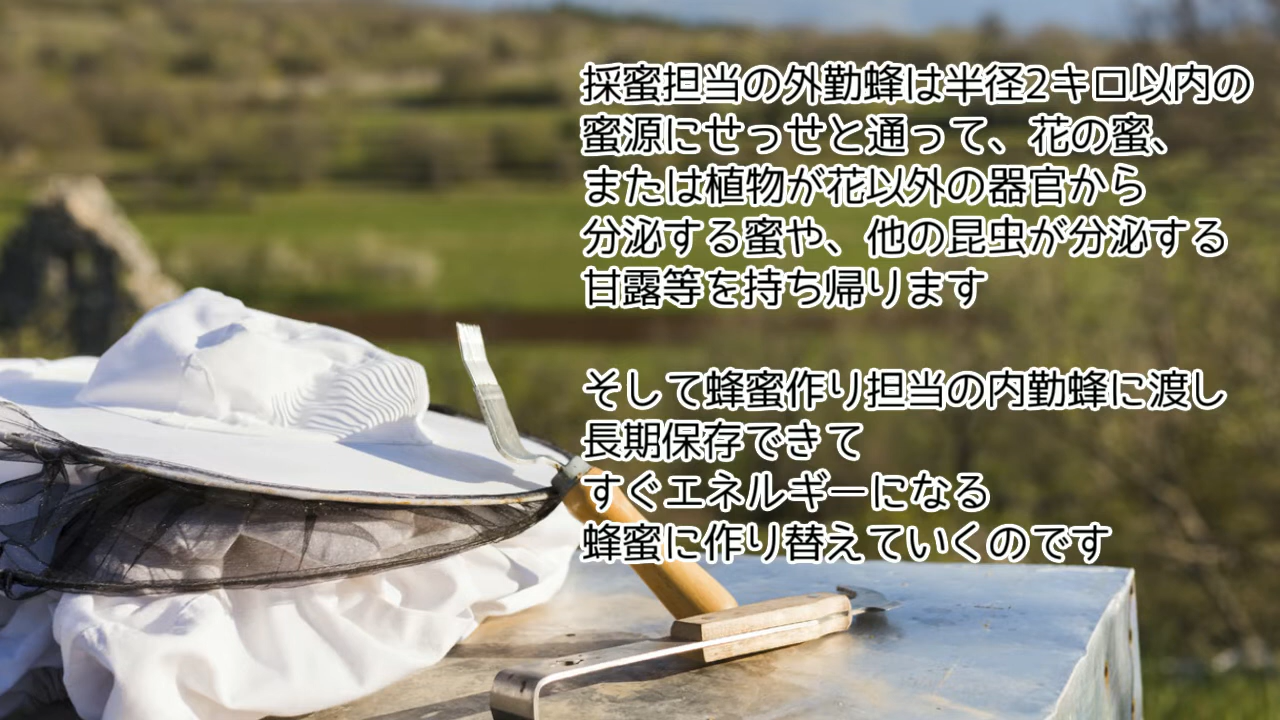 採蜜担当の外勤蜂は半径2キロ以内の
蜜源にせっせと通って、花の蜜、
または植物が花以外の器官から
分泌する蜜や、他の昆虫が分泌する
甘露等を持ち帰ります
そして蜂蜜作り担当の内勤蜂に渡し
長期保存できて
すぐエネルギーになる
蜂蜜に作り替えていくのです